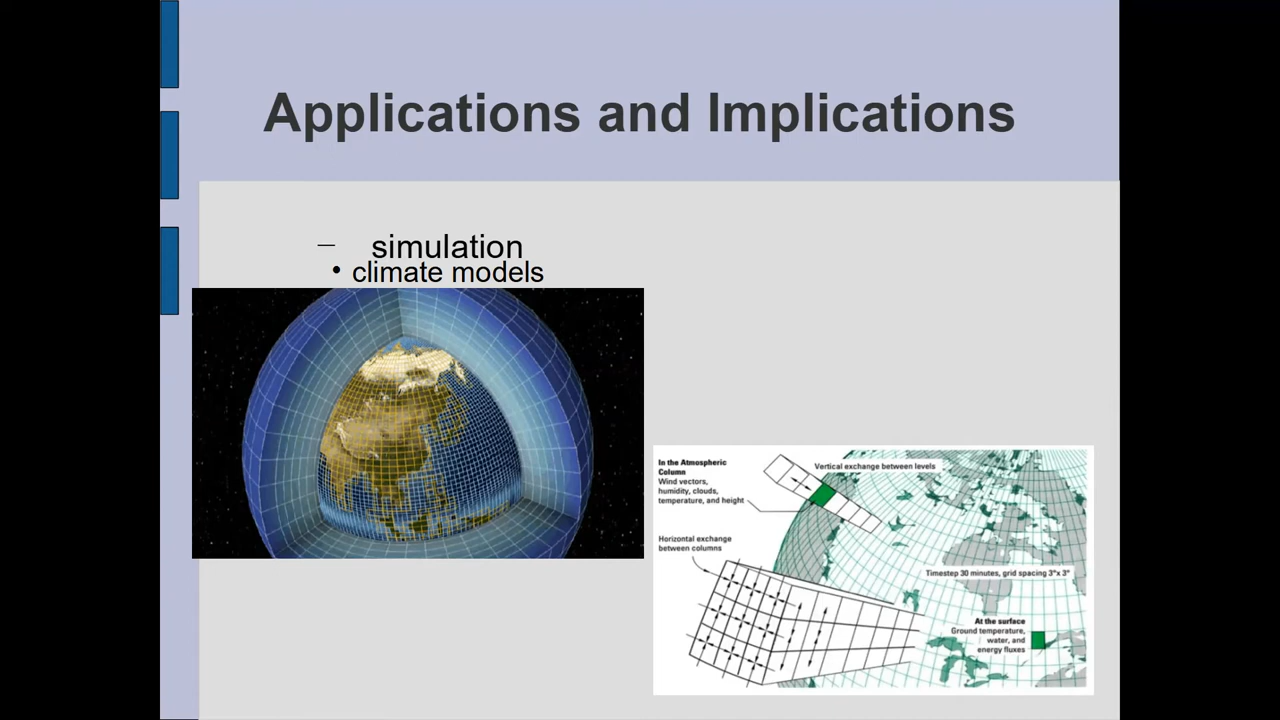 Applications and Implications
– simulation
• climate models
In the Atmospheric
Column
Wind vectors,
humidity, clouds,
temperature, and height
Vertical exchange between levels
Horizontal exchange
between columns
Timestep 30 minutes, grid spacing 3°x 3°
At the surface
Ground temperature,
water, and
energy fluxes